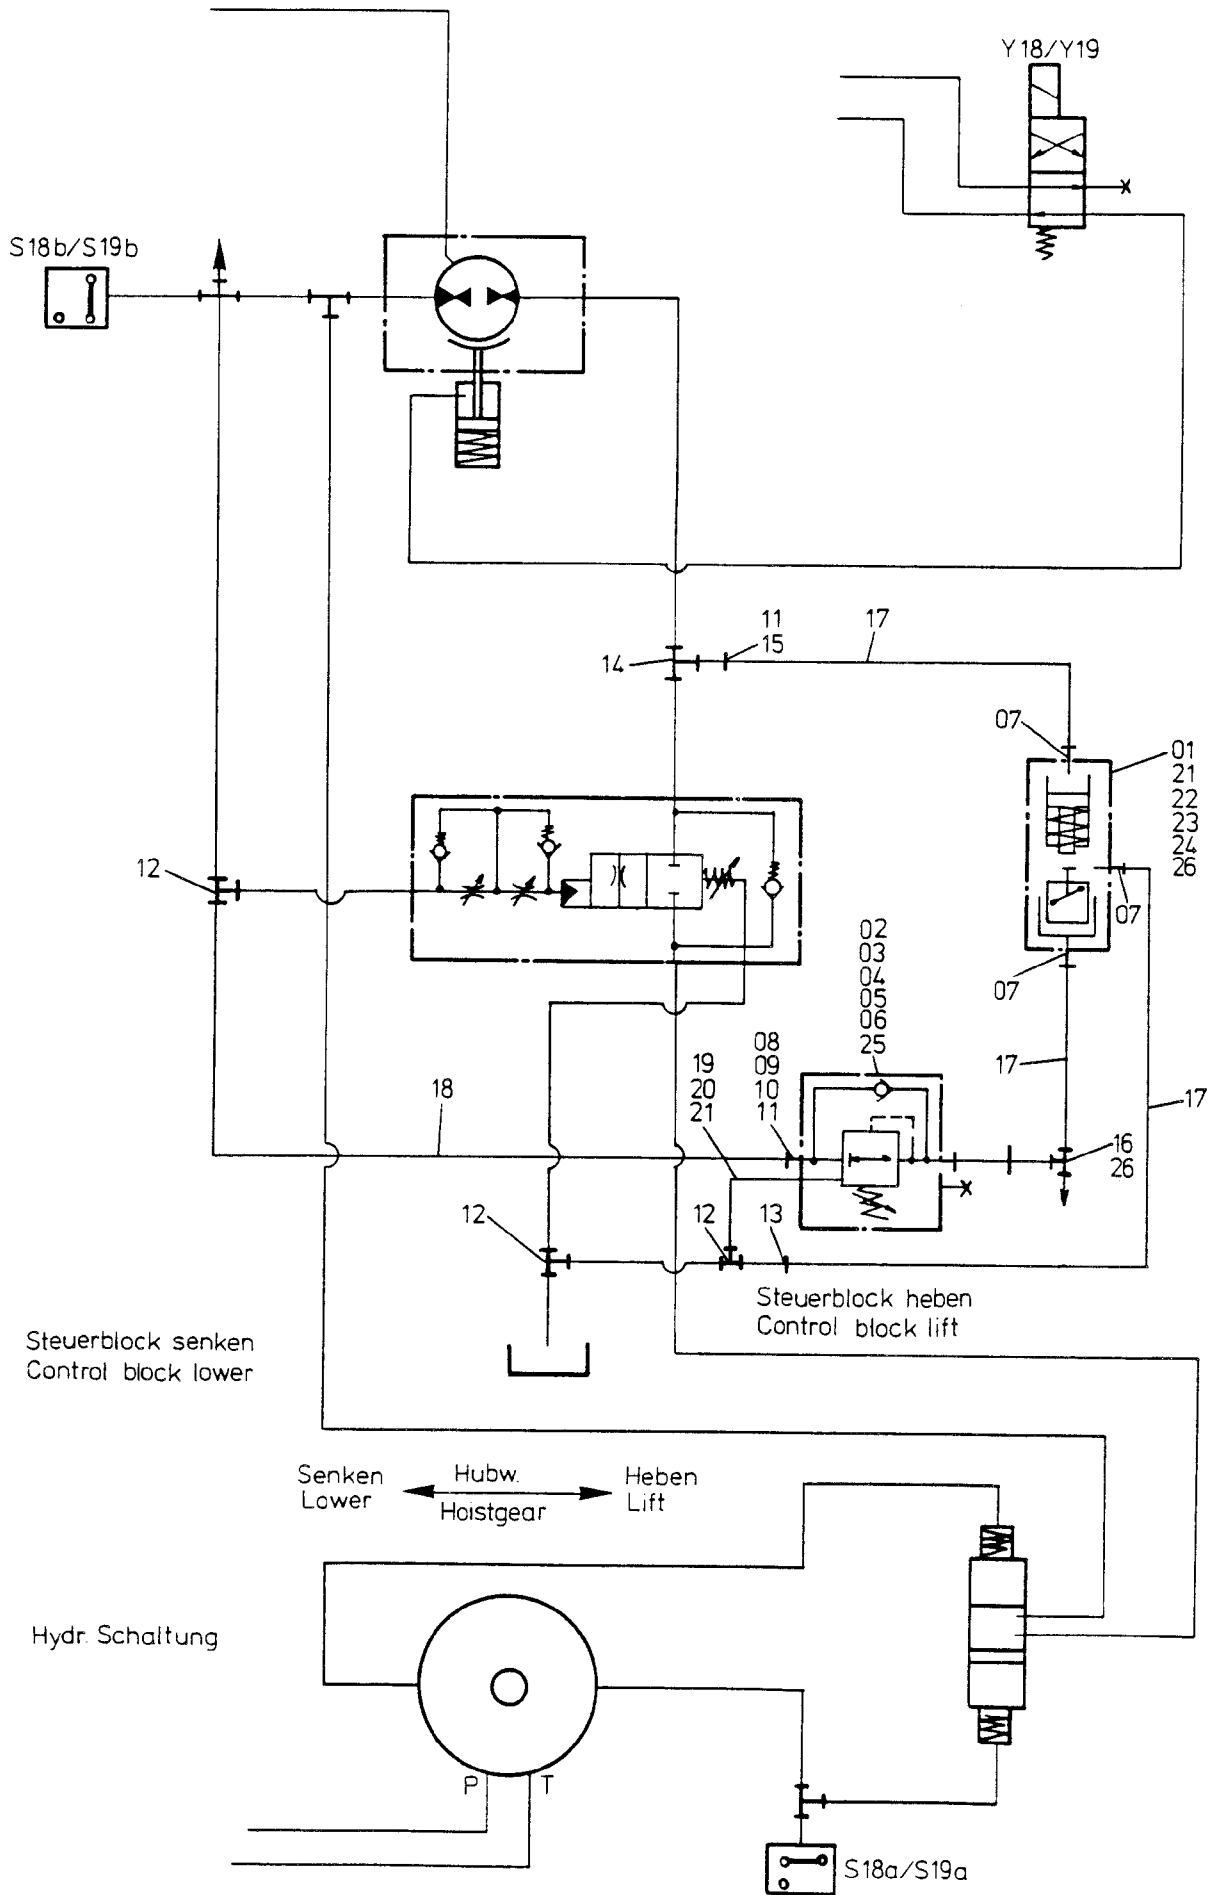 Y18/Y19
S18b/S19b
11
15
17
14
07
01
21
22
23
24
26
12
07
02
03
04
05
06
25
07
08
09
10
11
19
20
21
17
18
17
16
26
12
12
13
Steuerblock heben
Control block lift
Steuerblock senken
Control block lower
Senken
Lower
Hubw.
Hoistgear
Heben
Lift
Hydr. Schaltung
P
T
S18a/S19a